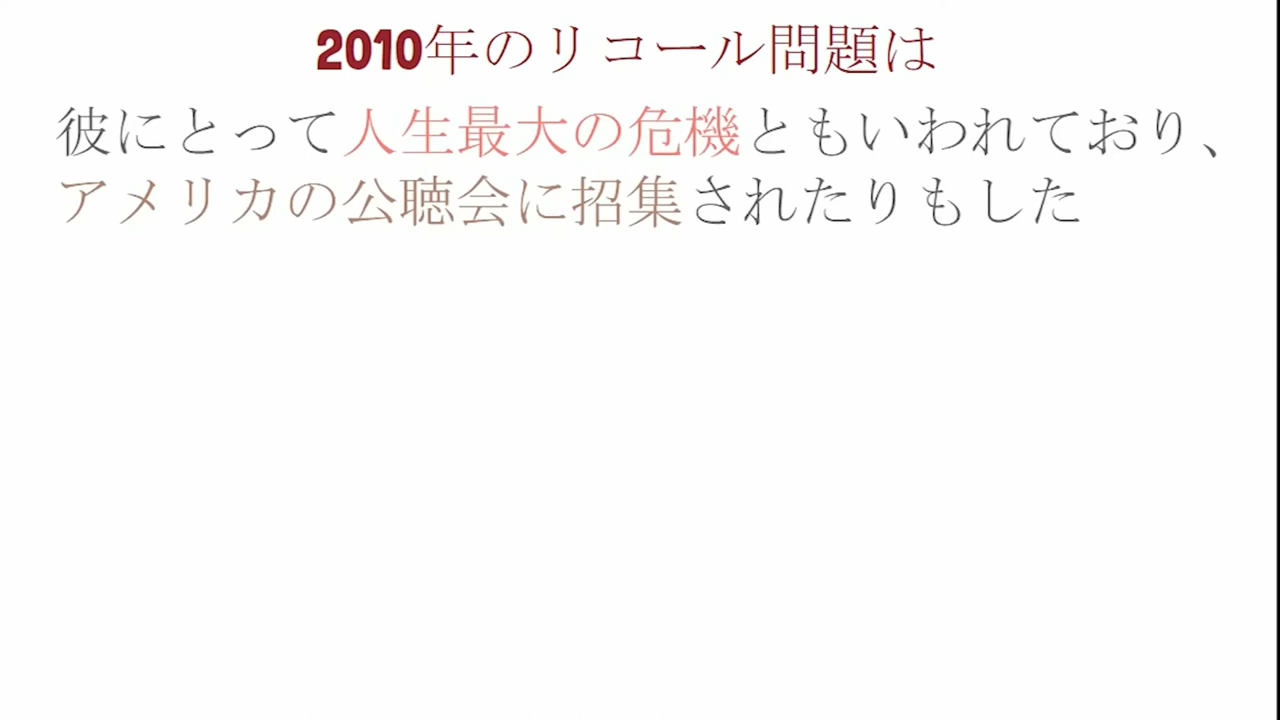 2010年のリコール問題は
彼にとって人生最大の危機ともいわれており、
アメリカの公聴会に招集されたりもした